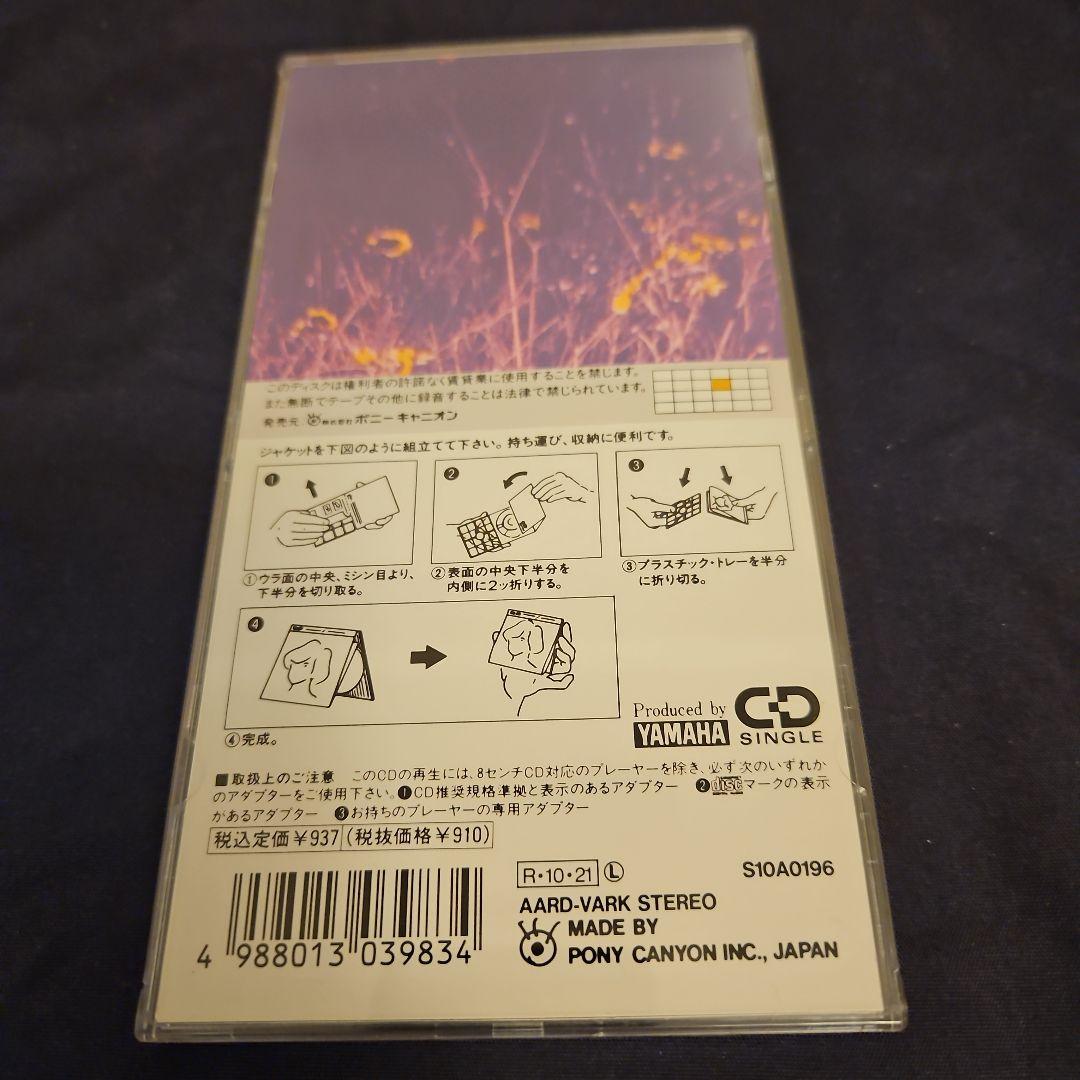 このディスクは権利者の許諾なく賃貸業に使用することを禁じます。
また無断でテープその他に録音することは法律で禁じられています。
発売元:株式会社ポニーキャニオン
ジャケットを下図のように組立てて下さい。持ち運び、収納に便利です。
❶
❷
❸
①ウラ面の中央、ミシン目より、
下半分を切り取る。
②表面の中央下半分を
内側に2ッ折りする。
③プラスチック・トレーを半分
に折り切る。
❹
④完成。
Produced by
YAMAHA
CD
SINGLE
■取扱上のご注意 このCDの再生には、8センチCD対応のプレーヤーを除き、必ず次のいずれか
のアダプターをご使用下さい。❶CD推奨規格準拠と表示のあるアダプター ❷discマークの表示
があるアダプター ❸お持ちのプレーヤーの専用アダプター
税込定価¥937(税抜価格¥910)
R・10・21 Ⓛ
S10A0196
AARD-VARK STEREO
MADE BY
PONY CANYON INC., JAPAN
4 988013 039834